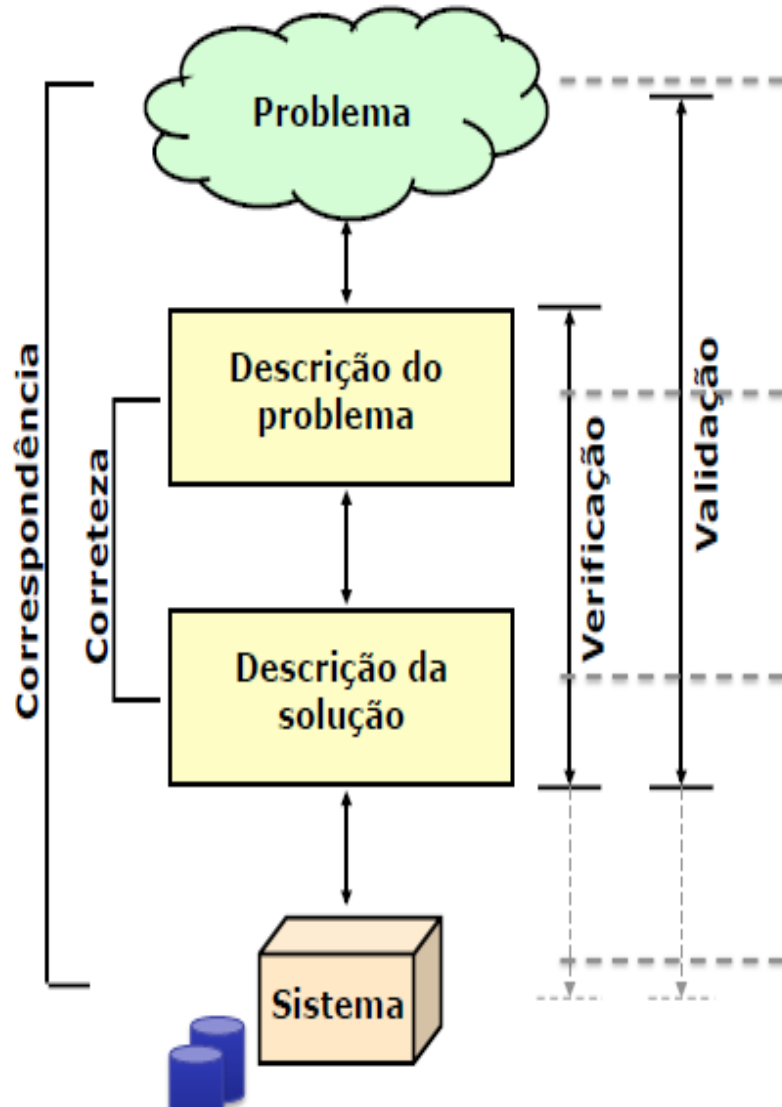 Problema
Descrição do
problema
Descrição da
solução
Sistema
Correspondência
Correteza
Verificação
Validação